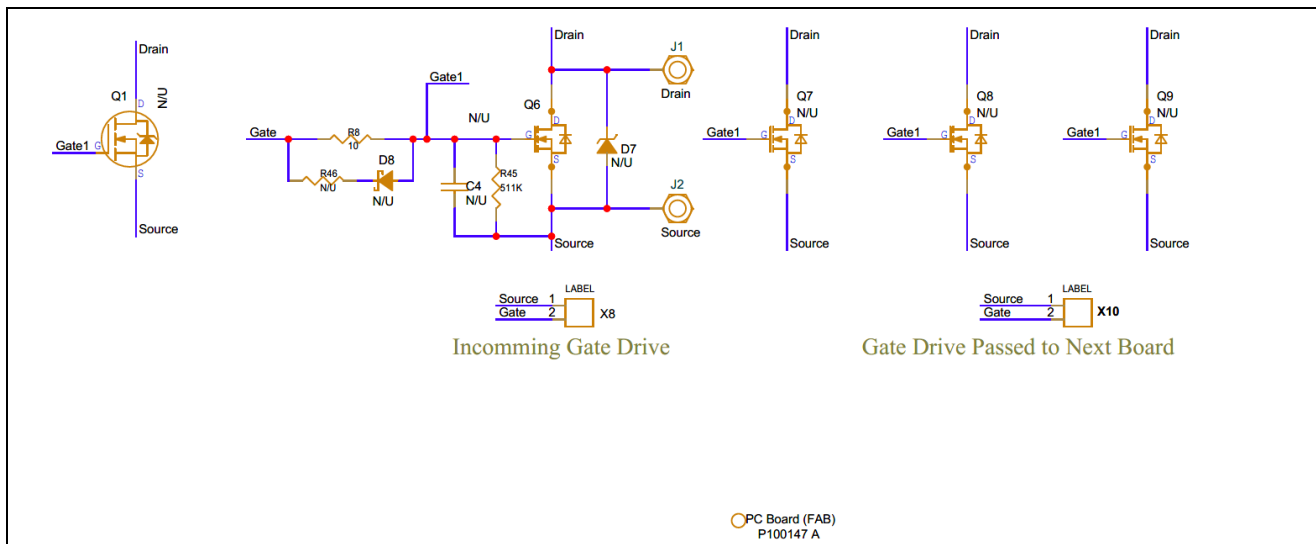 Drain
Q1
N/U
D
Gate1
G
S
Source
Gate
R8
10
R46
N/U
D8
N/U
Gate1
N/U
C4
N/U
R45
511K
Drain
Q6
D
G
S
D7
N/U
J1
Drain
J2
Source
Source
Drain
Q7
N/U
D
Gate1
G
S
Source
Drain
Q8
N/U
D
Gate1
G
S
Source
Drain
Q9
N/U
D
Gate1
G
S
Source
LABEL
Source 1
Gate 2
X8
Incomming Gate Drive
LABEL
Source 1
Gate 2
X10
Gate Drive Passed to Next Board
PC Board (FAB)
P100147 A